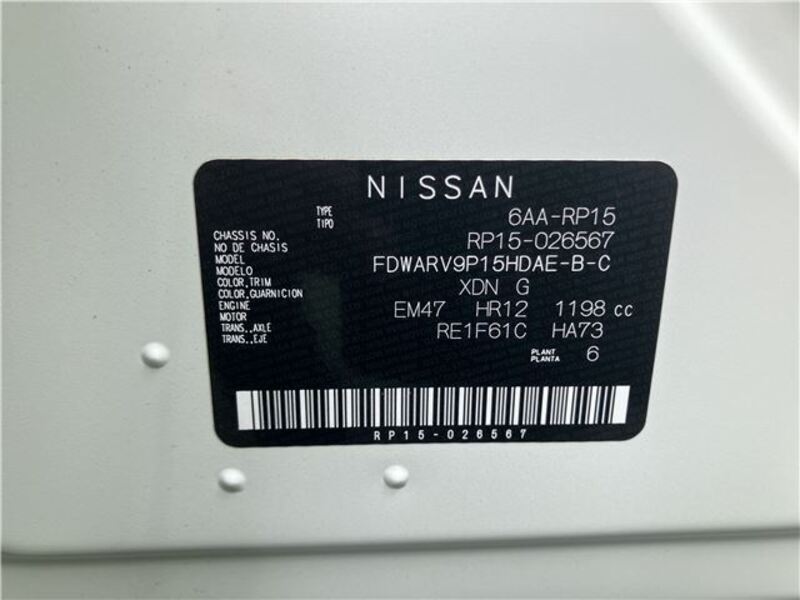 NISSAN
TYPE 6AA-RP15
TIPO
CHASSIS NO. RP15-026567
NO DE CHASIS
MODEL FDWARV9P15HDAE-B-C
MODELO
COLOR,TRIM XDN G
COLOR,GUARNICION
ENGINE EM47 HR12 1198 cc
MOTOR
TRANS.,AXLE RE1F61C HA73
TRANS.,EJE
PLANT 6
PLANTA
RP15-026567